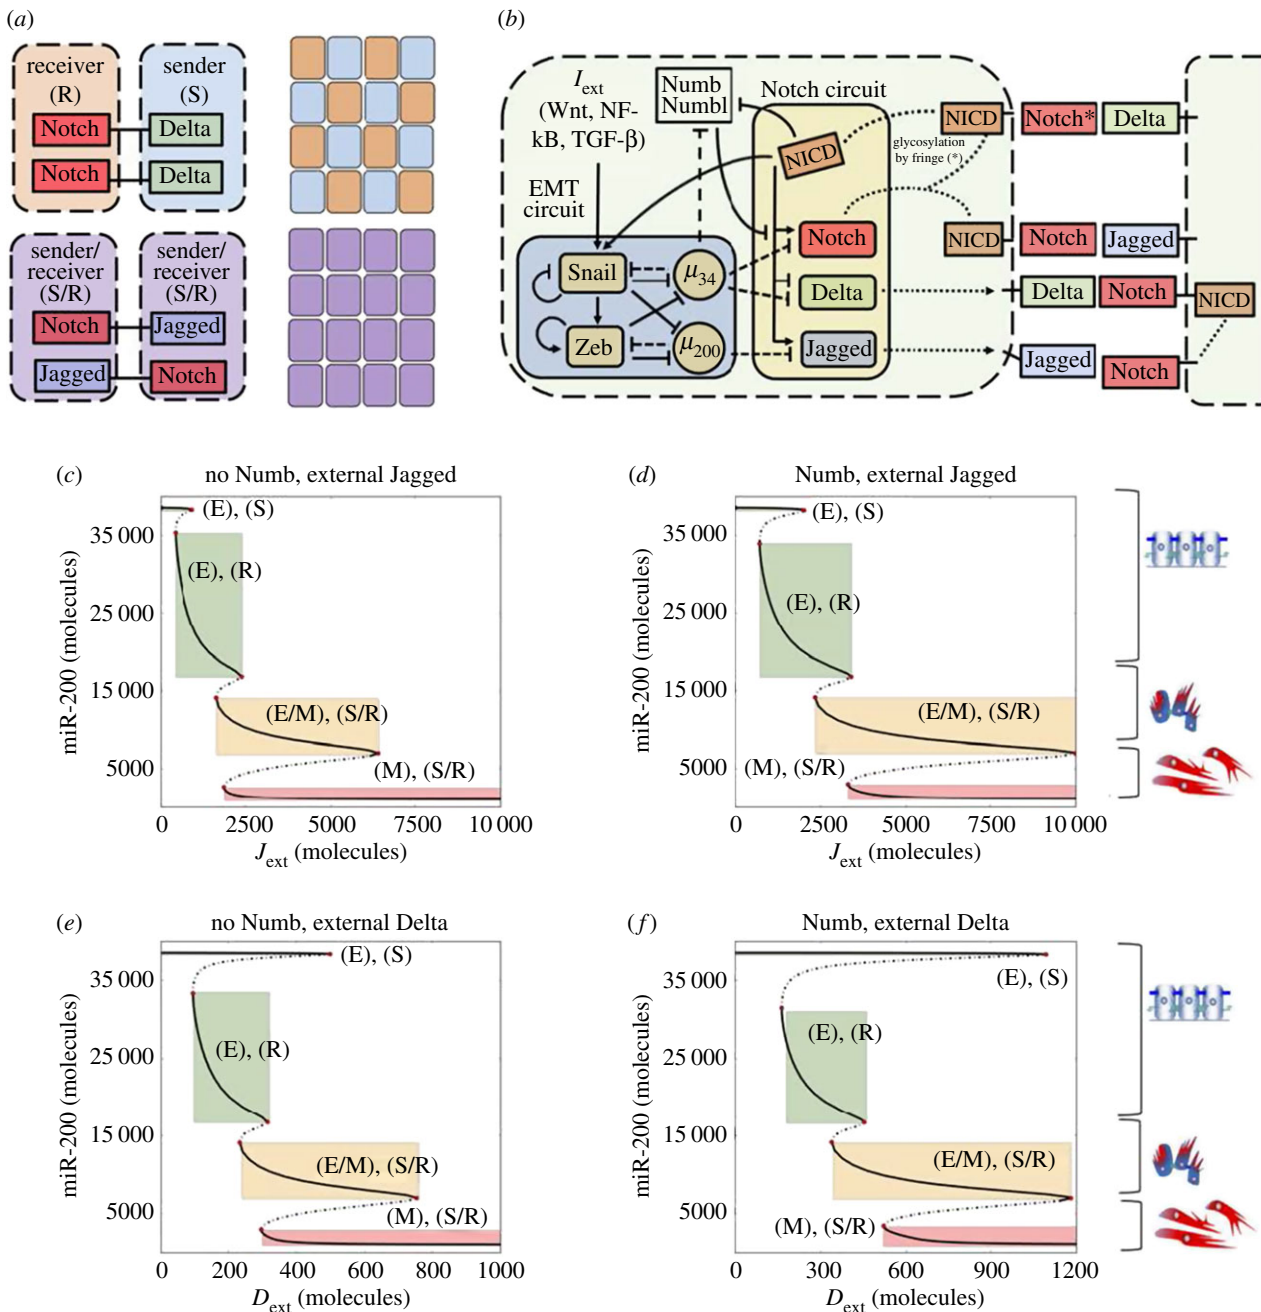 (a)
receiver
(R)
sender
(S)
Notch
Delta
Notch
Delta
sender/
receiver
(S/R)
sender/
receiver
(S/R)
Notch
Jagged
Jagged
Notch
(b)
I_ext
(Wnt, NF-
kB, TGF-β)
Numb
Numbl
Notch circuit
NICD
NICD
Notch*
Delta
glycosylation
by fringe (*)
EMT
circuit
Snail
μ34
Zeb
μ200
Notch
Delta
Jagged
NICD
Notch
Jagged
Delta
Notch
NICD
Jagged
Notch
(c)
no Numb, external Jagged
miR-200 (molecules)
35 000
25 000
15 000
5000
(E), (S)
(E), (R)
(E/M), (S/R)
(M), (S/R)
0
2500
5000
7500
10 000
J_ext (molecules)
(d)
Numb, external Jagged
miR-200 (molecules)
35 000
25 000
15 000
5000
(E), (S)
(E), (R)
(E/M), (S/R)
(M), (S/R)
0
2500
5000
7500
10 000
J_ext (molecules)
(e)
no Numb, external Delta
miR-200 (molecules)
35 000
25 000
15 000
5000
(E), (S)
(E), (R)
(E/M), (S/R)
(M), (S/R)
0
200
400
600
800
1000
D_ext (molecules)
(f)
Numb, external Delta
miR-200 (molecules)
35 000
25 000
15 000
5000
(E), (S)
(E), (R)
(E/M), (S/R)
(M), (S/R)
0
300
600
900
1200
D_ext (molecules)